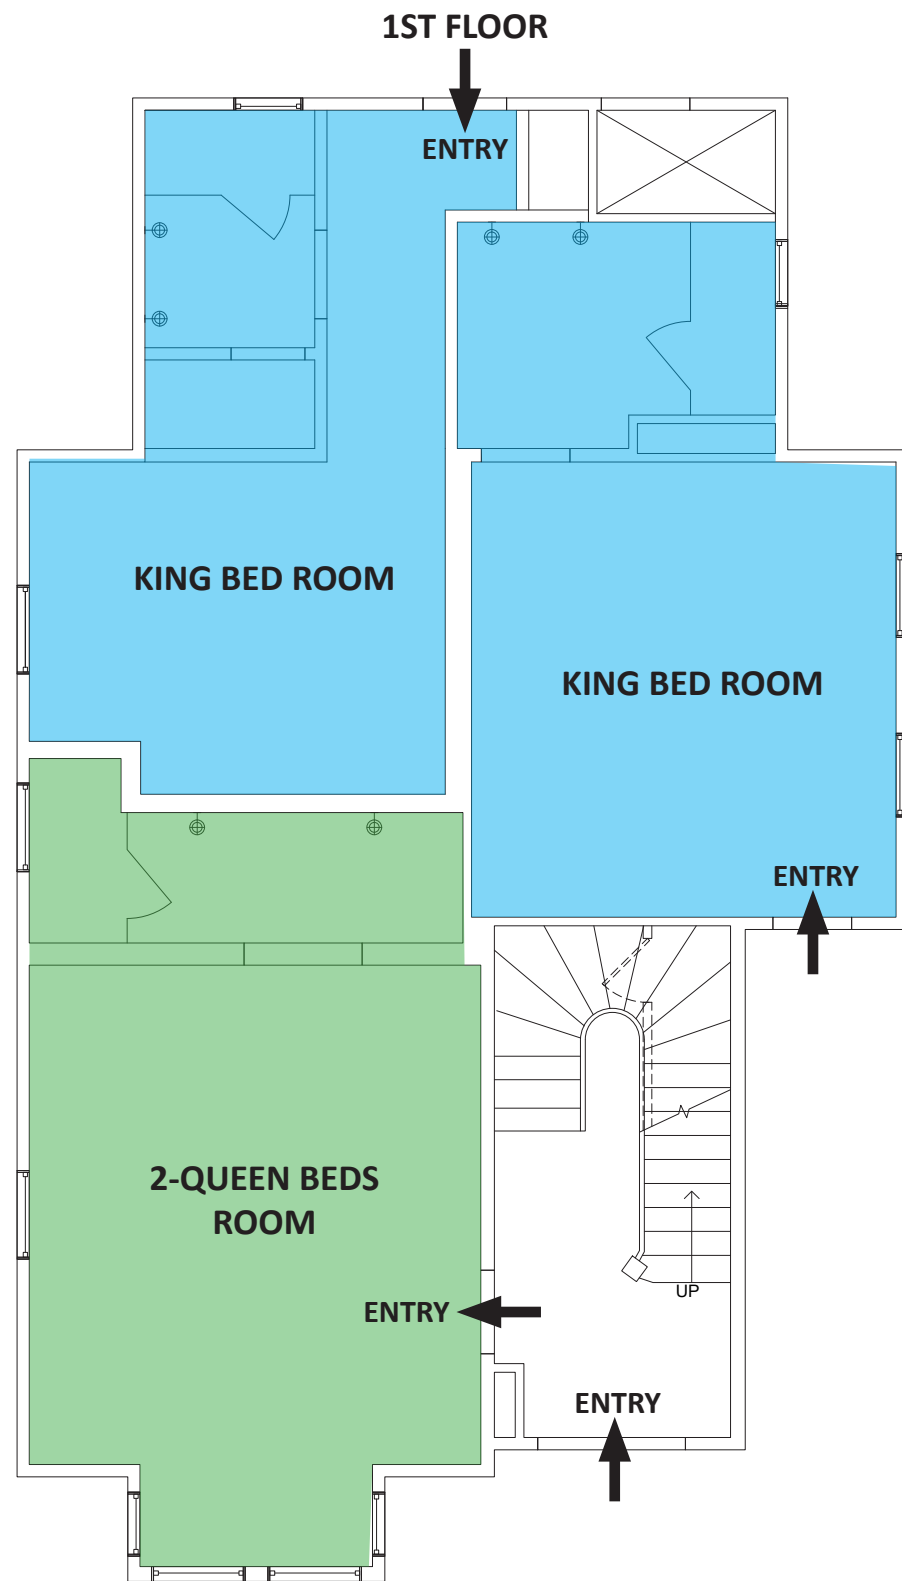 1ST FLOOR
ENTRY
KING BED ROOM
KING BED ROOM
ENTRY
2-QUEEN BEDS
ROOM
UP
ENTRY
ENTRY